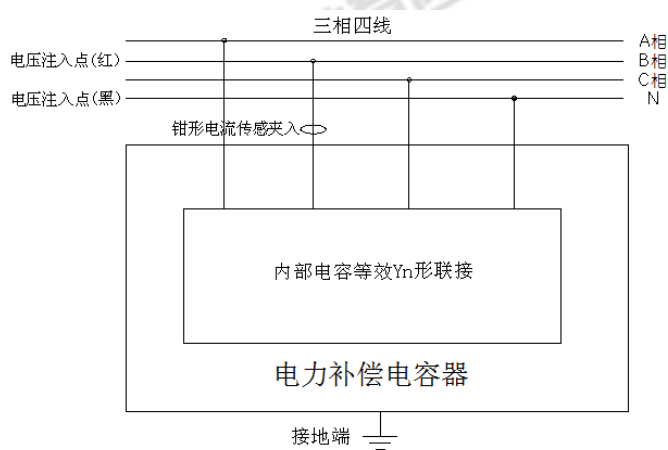 三相四线
A相
电压注入点(红)
B相
C相
电压注入点(黑)
N
钳形电流传感夹入
内部电容等效Yn形联接
电力补偿电容器
接地端